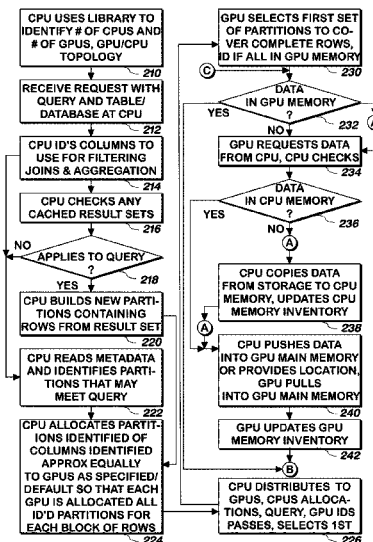 CPU USES LIBRARY TO
IDENTIFY # OF CPUS AND
# OF GPUS, GPU/CPU
TOPOLOGY
210
RECEIVE REQUEST WITH
QUERY AND TABLE/
DATABASE AT CPU
212
CPU ID'S COLUMNS TO
USE FOR FILTERING
JOINS & AGGREGATION
214
CPU CHECKS ANY
CACHED RESULT SETS
216
NO
APPLIES TO QUERY
?
218
YES
CPU BUILDS NEW PARTI-
TIONS CONTAINING
ROWS FROM RESULT SET
220
CPU READS METADATA
AND IDENTIFIES PARTI-
TIONS THAT MAY
MEET QUERY
222
CPU ALLOCATES PARTI-
TIONS IDENTIFIED OF
COLUMNS IDENTIFIED
APPROX EQUALLY
TO GPUS AS SPECIFIED/
DEFAULT SO THAT EACH
GPU IS ALLOCATED ALL
ID'D PARTITIONS FOR
EACH BLOCK OF ROWS
224
GPU SELECTS FIRST SET
OF PARTITIONS TO CO-
VER COMPLETE ROWS,
ID IF ALL IN GPU MEMORY
230
C
DATA
IN GPU MEMORY
?
YES
232
NO
GPU REQUESTS DATA
FROM CPU, CPU CHECKS
234
DATA
IN CPU MEMORY
?
YES
236
NO
A
CPU COPIES DATA
FROM STORAGE TO CPU
MEMORY, UPDATES CPU
MEMORY INVENTORY
238
A
CPU PUSHES DATA
INTO GPU MAIN MEMORY
OR PROVIDES LOCATION,
GPU PULLS
INTO GPU MAIN MEMORY
240
GPU UPDATES GPU
MEMORY INVENTORY
242
B
CPU DISTRIBUTES TO
GPUS, CPUS ALLOCA-
TIONS, QUERY, GPU IDS
PASSES, SELECTS 1ST
226